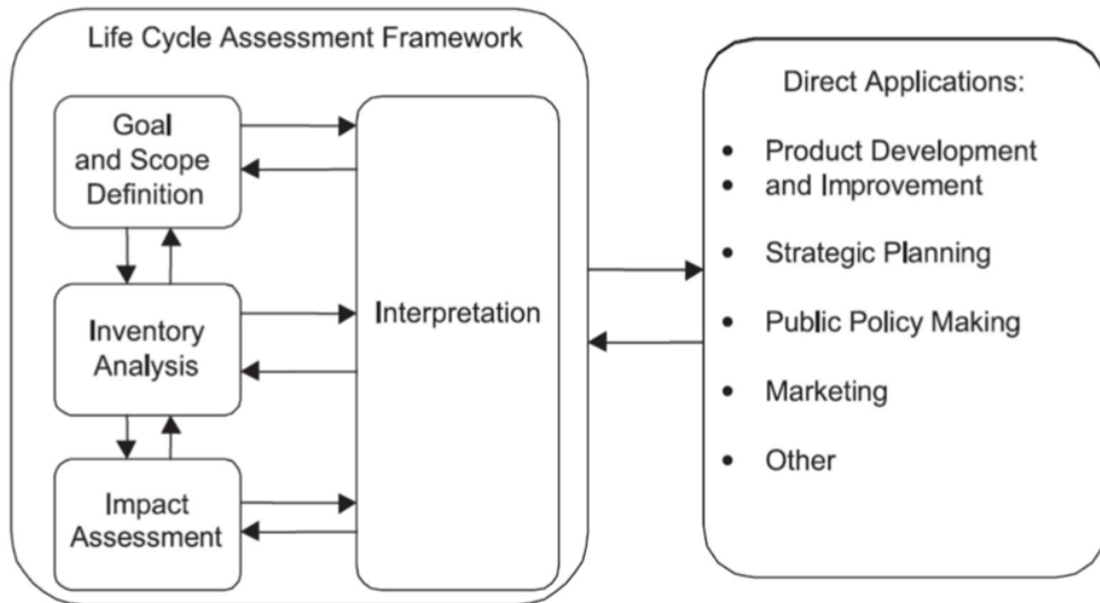 Life Cycle Assessment Framework
Goal
and Scope
Definition
Inventory
Analysis
Impact
Assessment
Interpretation
Direct Applications:
• Product Development
• and Improvement
• Strategic Planning
• Public Policy Making
• Marketing
• Other